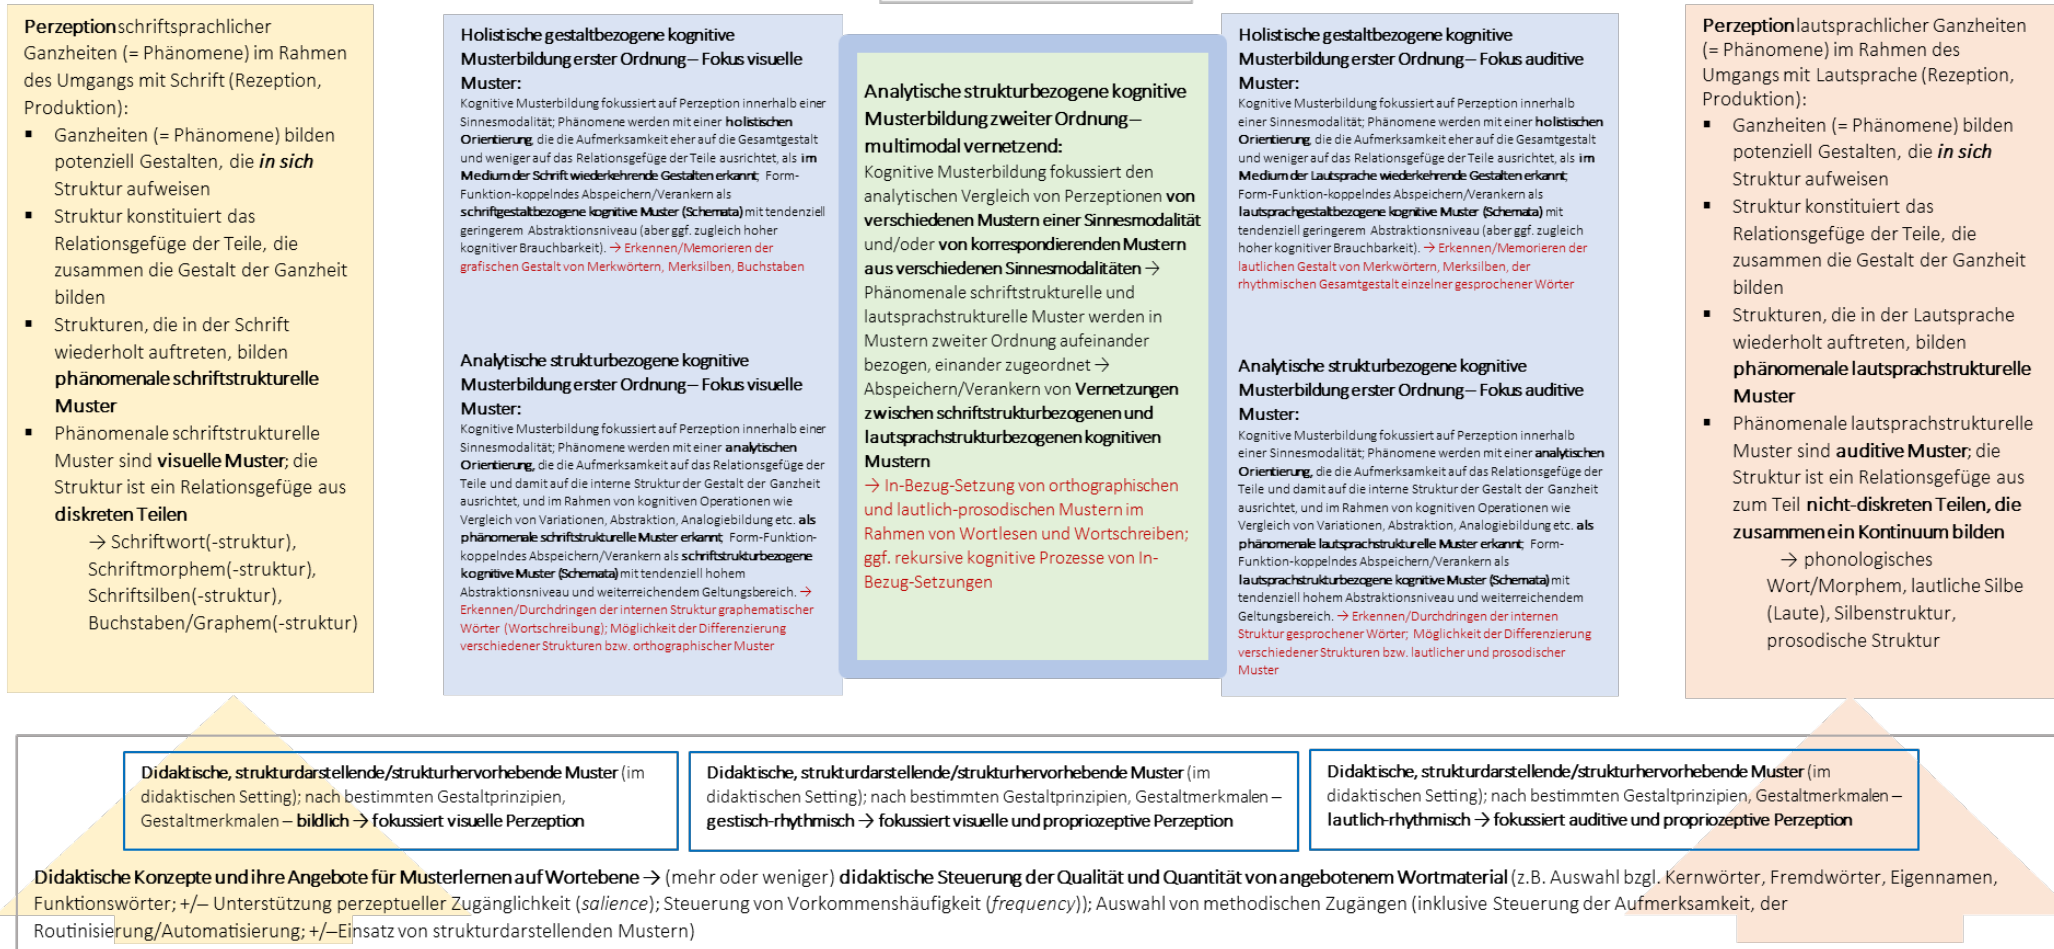 Perzeption schriftsprachlicher
Ganzheiten (= Phänomene) im Rahmen
des Umgangs mit Schrift (Rezeption,
Produktion):
▪ Ganzheiten (= Phänomene) bilden
potenziell Gestalten, die in sich
Struktur aufweisen
▪ Struktur konstituiert das
Relationsgefüge der Teile, die
zusammen die Gestalt der Ganzheit
bilden
▪ Strukturen, die in der Schrift
wiederholt auftreten, bilden
phänomenale schriftstrukturelle
Muster
▪ Phänomenale schriftstrukturelle
Muster sind visuelle Muster; die
Struktur ist ein Relationsgefüge aus
diskreten Teilen
→ Schriftwort(-struktur),
Schriftmorphem(-struktur),
Schriftsilben(-struktur),
Buchstaben/Graphem(-struktur)
Holistische gestaltbezogene kognitive
Musterbildung erster Ordnung – Fokus visuelle
Muster:
Kognitive Musterbildung fokussiert auf Perzeption innerhalb einer
Sinnesmodalität; Phänomene werden mit einer holistischen
Orientierung, die die Aufmerksamkeit eher auf die Gesamtgestalt
und weniger auf das Relationsgefüge der Teile ausrichtet, als im
Medium der Schrift wiederkehrende Gestalten erkannt; Form-
Funktion-koppelndes Abspeichern/Verankern als
schriftgestaltbezogene kognitive Muster (Schemata) mit tendenziell
geringerem Abstraktionsniveau (aber ggf. zugleich hoher
kognitiver Brauchbarkeit). → Erkennen/Memorieren der
grafischen Gestalt von Merkwörtern, Merksilben, Buchstaben
Analytische strukturbezogene kognitive
Musterbildung erster Ordnung – Fokus visuelle
Muster:
Kognitive Musterbildung fokussiert auf Perzeption innerhalb einer
Sinnesmodalität; Phänomene werden mit einer analytischen
Orientierung, die die Aufmerksamkeit auf das Relationsgefüge der
Teile und damit auf die interne Struktur der Gestalt der Ganzheit
ausrichtet, und im Rahmen von kognitiven Operationen wie
Vergleich von Variationen, Abstraktion, Analogiebildung etc. als
phänomenale schriftstrukturelle Muster erkannt; Form-Funktion-
koppelndes Abspeichern/Verankern als schriftstrukturbezogene
kognitive Muster (Schemata) mit tendenziell hohem
Abstraktionsniveau und weiterreichendem Geltungsbereich. →
Erkennen/Durchdringen der internen Struktur graphematischer
Wörter (Wortschreibung); Möglichkeit der Differenzierung
verschiedener Strukturen bzw. orthographischer Muster
Analytische strukturbezogene kognitive
Musterbildung zweiter Ordnung –
multimodal vernetzend:
Kognitive Musterbildung fokussiert den
analytischen Vergleich von Perzeptionen von
verschiedenen Mustern einer Sinnesmodalität
und/oder von korrespondierenden Mustern
aus verschiedenen Sinnesmodalitäten →
Phänomenale schriftstrukturelle und
lautsprachstrukturelle Muster werden in
Mustern zweiter Ordnung aufeinander
bezogen, einander zugeordnet →
Abspeichern/Verankern von Vernetzungen
zwischen schriftstrukturbezogenen und
lautsprachstrukturbezogenen kognitiven
Mustern
→ In-Bezug-Setzung von orthographischen
und lautlich-prosodischen Mustern im
Rahmen von Wortlesen und Wortschreiben;
ggf. rekursive kognitive Prozesse von In-
Bezug-Setzungen
Holistische gestaltbezogene kognitive
Musterbildung erster Ordnung – Fokus auditive
Muster:
Kognitive Musterbildung fokussiert auf Perzeption innerhalb
einer Sinnesmodalität; Phänomene werden mit einer holistischen
Orientierung, die die Aufmerksamkeit eher auf die Gesamtgestalt
und weniger auf das Relationsgefüge der Teile ausrichtet, als im
Medium der Lautsprache wiederkehrende Gestalten erkannt;
Form-Funktion-koppelndes Abspeichern/Verankern als
lautsprachgestaltbezogene kognitive Muster (Schemata) mit
tendenziell geringerem Abstraktionsniveau (aber ggf. zugleich
hoher kognitiver Brauchbarkeit). → Erkennen/Memorieren der
lautlichen Gestalt von Merkwörtern, Merksilben, der
rhythmischen Gesamtgestalt einzelner gesprochener Wörter
Analytische strukturbezogene kognitive
Musterbildung erster Ordnung – Fokus auditive
Muster:
Kognitive Musterbildung fokussiert auf Perzeption innerhalb
einer Sinnesmodalität; Phänomene werden mit einer analytischen
Orientierung, die die Aufmerksamkeit auf das Relationsgefüge der
Teile und damit auf die interne Struktur der Gestalt der Ganzheit
ausrichtet, und im Rahmen von kognitiven Operationen wie
Vergleich von Variationen, Abstraktion, Analogiebildung etc. als
phänomenale lautsprachstrukturelle Muster erkannt; Form-
Funktion-koppelndes Abspeichern/Verankern als
lautsprachstrukturbezogene kognitive Muster (Schemata) mit
tendenziell hohem Abstraktionsniveau und weiterreichendem
Geltungsbereich. → Erkennen/Durchdringen der internen
Struktur gesprochener Wörter; Möglichkeit der Differenzierung
verschiedener Strukturen bzw. lautlicher und prosodischer
Muster
Perzeption lautsprachlicher Ganzheiten
(= Phänomene) im Rahmen des
Umgangs mit Lautsprache (Rezeption,
Produktion):
▪ Ganzheiten (= Phänomene) bilden
potenziell Gestalten, die in sich
Struktur aufweisen
▪ Struktur konstituiert das
Relationsgefüge der Teile, die
zusammen die Gestalt der Ganzheit
bilden
▪ Strukturen, die in der Lautsprache
wiederholt auftreten, bilden
phänomenale lautsprachstrukturelle
Muster
▪ Phänomenale lautsprachstrukturelle
Muster sind auditive Muster; die
Struktur ist ein Relationsgefüge aus
zum Teil nicht-diskreten Teilen, die
zusammen ein Kontinuum bilden
→ phonologisches
Wort/Morphem, lautliche Silbe
(Laute), Silbenstruktur,
prosodische Struktur
Didaktische, strukturdarstellende/strukturhervorhebende Muster (im
didaktischen Setting); nach bestimmten Gestaltprinzipien,
Gestaltmerkmalen – bildlich → fokussiert visuelle Perzeption
Didaktische, strukturdarstellende/strukturhervorhebende Muster (im
didaktischen Setting); nach bestimmten Gestaltprinzipien, Gestaltmerkmalen –
gestisch-rhythmisch → fokussiert visuelle und propriozeptive Perzeption
Didaktische, strukturdarstellende/strukturhervorhebende Muster (im
didaktischen Setting); nach bestimmten Gestaltprinzipien, Gestaltmerkmalen –
lautlich-rhythmisch → fokussiert auditive und propriozeptive Perzeption
Didaktische Konzepte und ihre Angebote für Musterlernen auf Wortebene → (mehr oder weniger) didaktische Steuerung der Qualität und Quantität von angebotenem Wortmaterial (z.B. Auswahl bzgl. Kernwörter, Fremdwörter, Eigennamen,
Funktionswörter; +/– Unterstützung perzeptueller Zugänglichkeit (salience); Steuerung von Vorkommenshäufigkeit (frequency)); Auswahl von methodischen Zugängen (inklusive Steuerung der Aufmerksamkeit, der
Routinisierung/Automatisierung; +/–Einsatz von strukturdarstellenden Mustern)